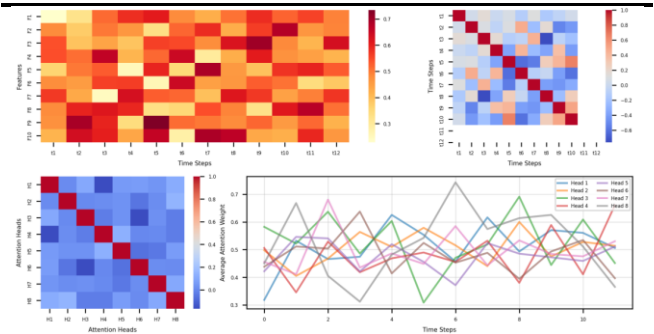 F1
F2
F3
F4
F5
F6
F7
F8
F9
F10
Features
t1 t2 t3 t4 t5 t6 t7 t8 t9 t10 t11 t12
Time Steps
0.7
0.6
0.5
0.4
0.3
t1
t2
t3
t4
t5
t6
t7
t8
t9
t10
t11
t12
Time Steps
t1 t2 t3 t4 t5 t6 t7 t8 t9 t10 t11 t12
Time Steps
1.0
0.8
0.6
0.4
0.2
0.0
−0.2
−0.4
−0.6
H1
H2
H3
H4
H5
H6
H7
H8
Attention Heads
H1 H2 H3 H4 H5 H6 H7 H8
Attention Heads
1.0
0.8
0.6
0.4
0.2
0.0
Average Attention Weight
0.7
0.6
0.5
0.4
0.3
0 2 4 6 8 10
Time Steps
Head 1 Head 5
Head 2 Head 6
Head 3 Head 7
Head 4 Head 8